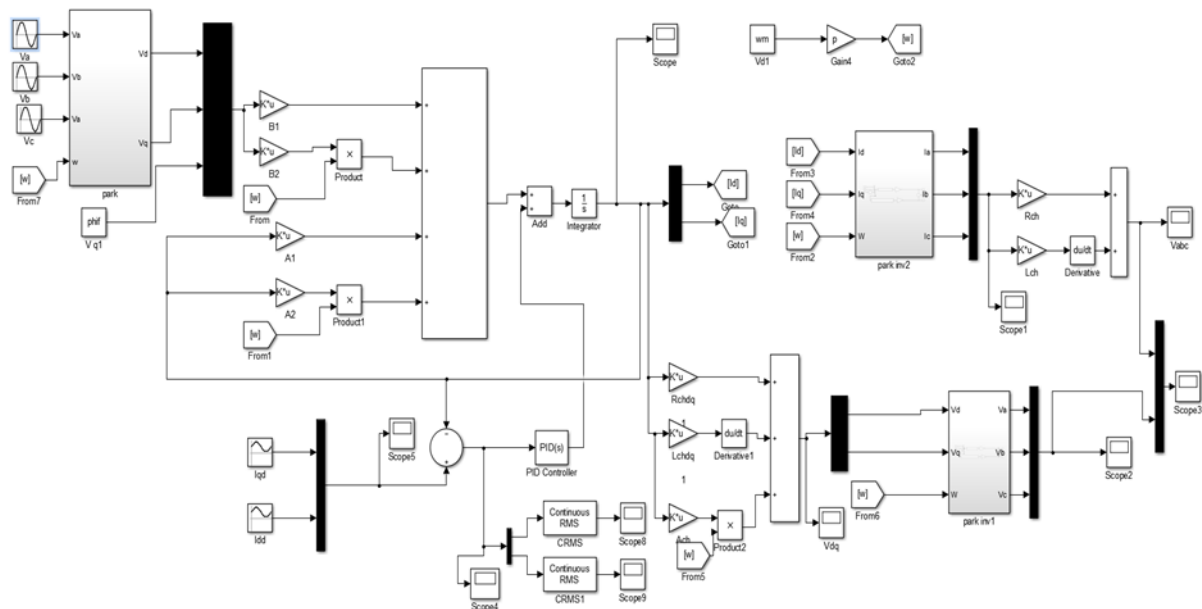 Va
Vb
Vc
[w]
From7
Va
Vb
Va
w
Vd
Vq
park
phif
V q1
K*u
B1
K*u
B2
[w]
From
×
Product
K*u
A1
K*u
A2
[w]
From1
×
Product1
+
+
+
+
+
+
Add
1
s
Integrator
Scope
wm
Vd1
p
Gain4
[w]
Goto2
[Id]
Goto
[Iq]
Goto1
[Id]
From3
[Iq]
From4
[w]
From2
Id
Iq
W
Ia
Ib
Ic
park inv2
K*u
Rch
K*u
Lch
du/dt
Derivative
+
+
Vabc
Scope1
Scope3
Iqd
Idd
Scope5
−
+
PID(s)
PID Controller
Scope4
Continuous
RMS
CRMS
Scope8
Continuous
RMS
CRMS1
Scope9
K*u
Rchdq
1
K*u
Lchdq
du/dt
Derivative1
1
K*u
Ach
[w]
From5
×
Product2
+
+
+
Vdq
[w]
From6
Vd
Vq
W
Va
Vb
Vc
park inv1
Scope2